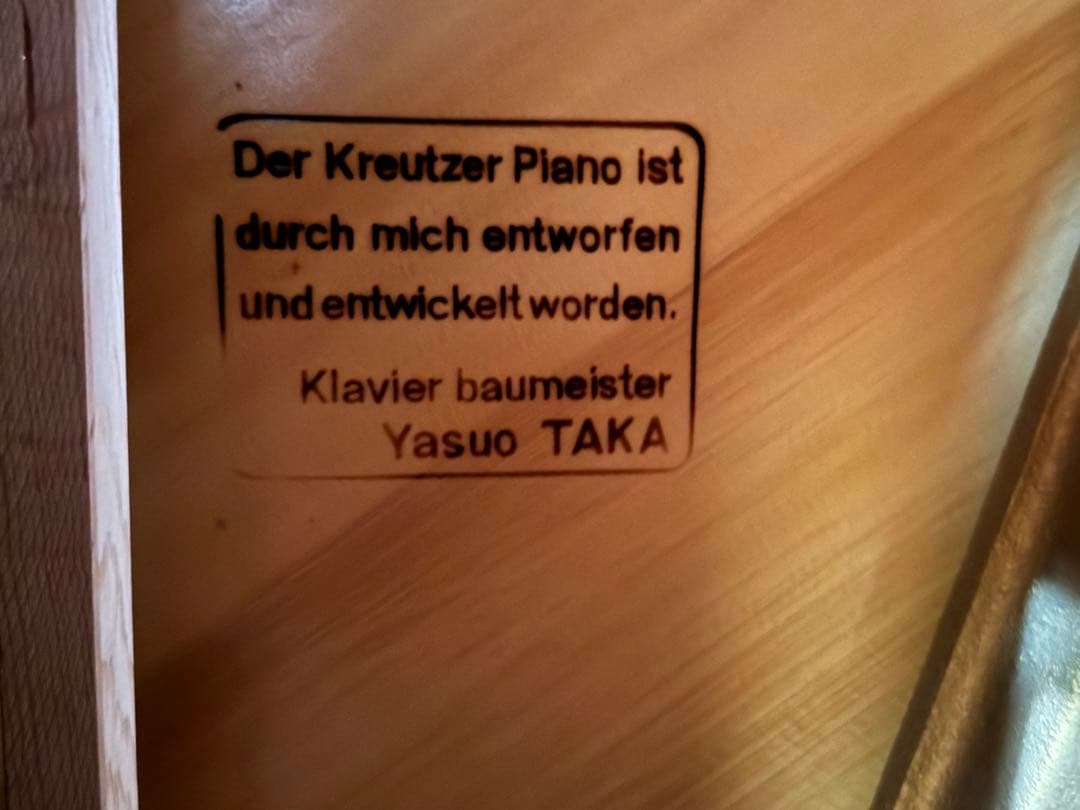 Der Kreutzer Piano ist
durch mich entworfen
und entwickelt worden.
Klavier baumeister
Yasuo TAKA